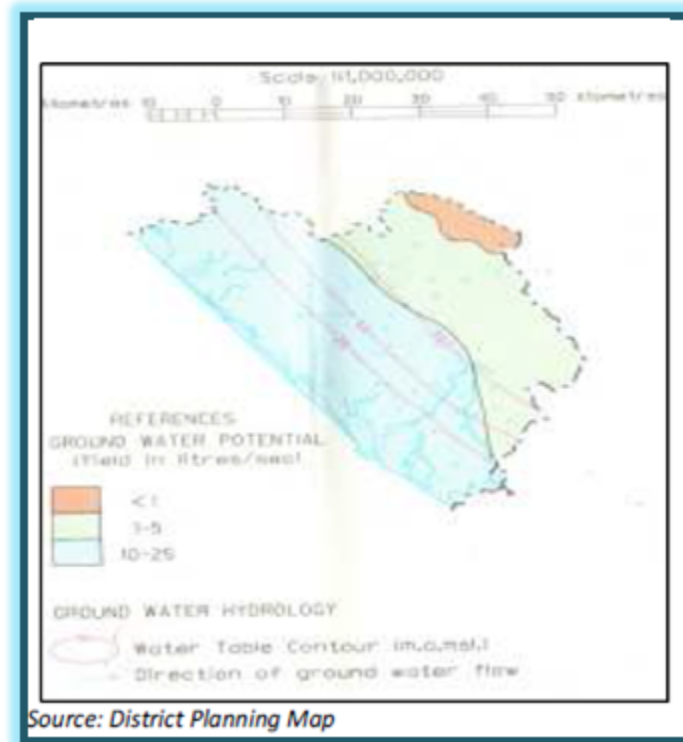 Scale 1:1,000,000
Kilometres 10 0 10 20 30 40 50 Kilometres
REFERENCES
GROUND WATER POTENTIAL
(Yield in litres/sec)
<1
1-5
10-25
GROUND WATER HYDROLOGY
Water Table Contour (m.a.msl.)
Direction of ground water flow
Source: District Planning Map